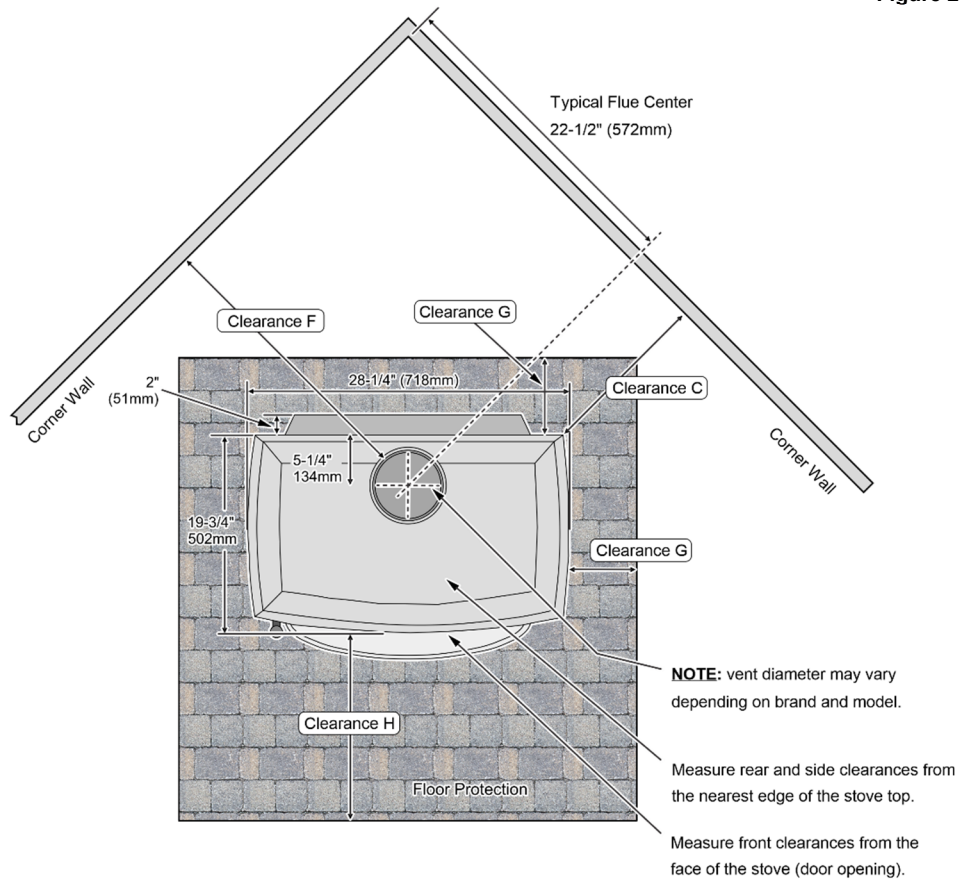 Typical Flue Center
22-1/2" (572mm)
Clearance F
Clearance G
28-1/4" (718mm)
Clearance C
2"
(51mm)
Corner Wall
Corner Wall
5-1/4"
134mm
19-3/4"
502mm
Clearance G
NOTE: vent diameter may vary
depending on brand and model.
Clearance H
Measure rear and side clearances from
the nearest edge of the stove top.
Floor Protection
Measure front clearances from the
face of the stove (door opening).